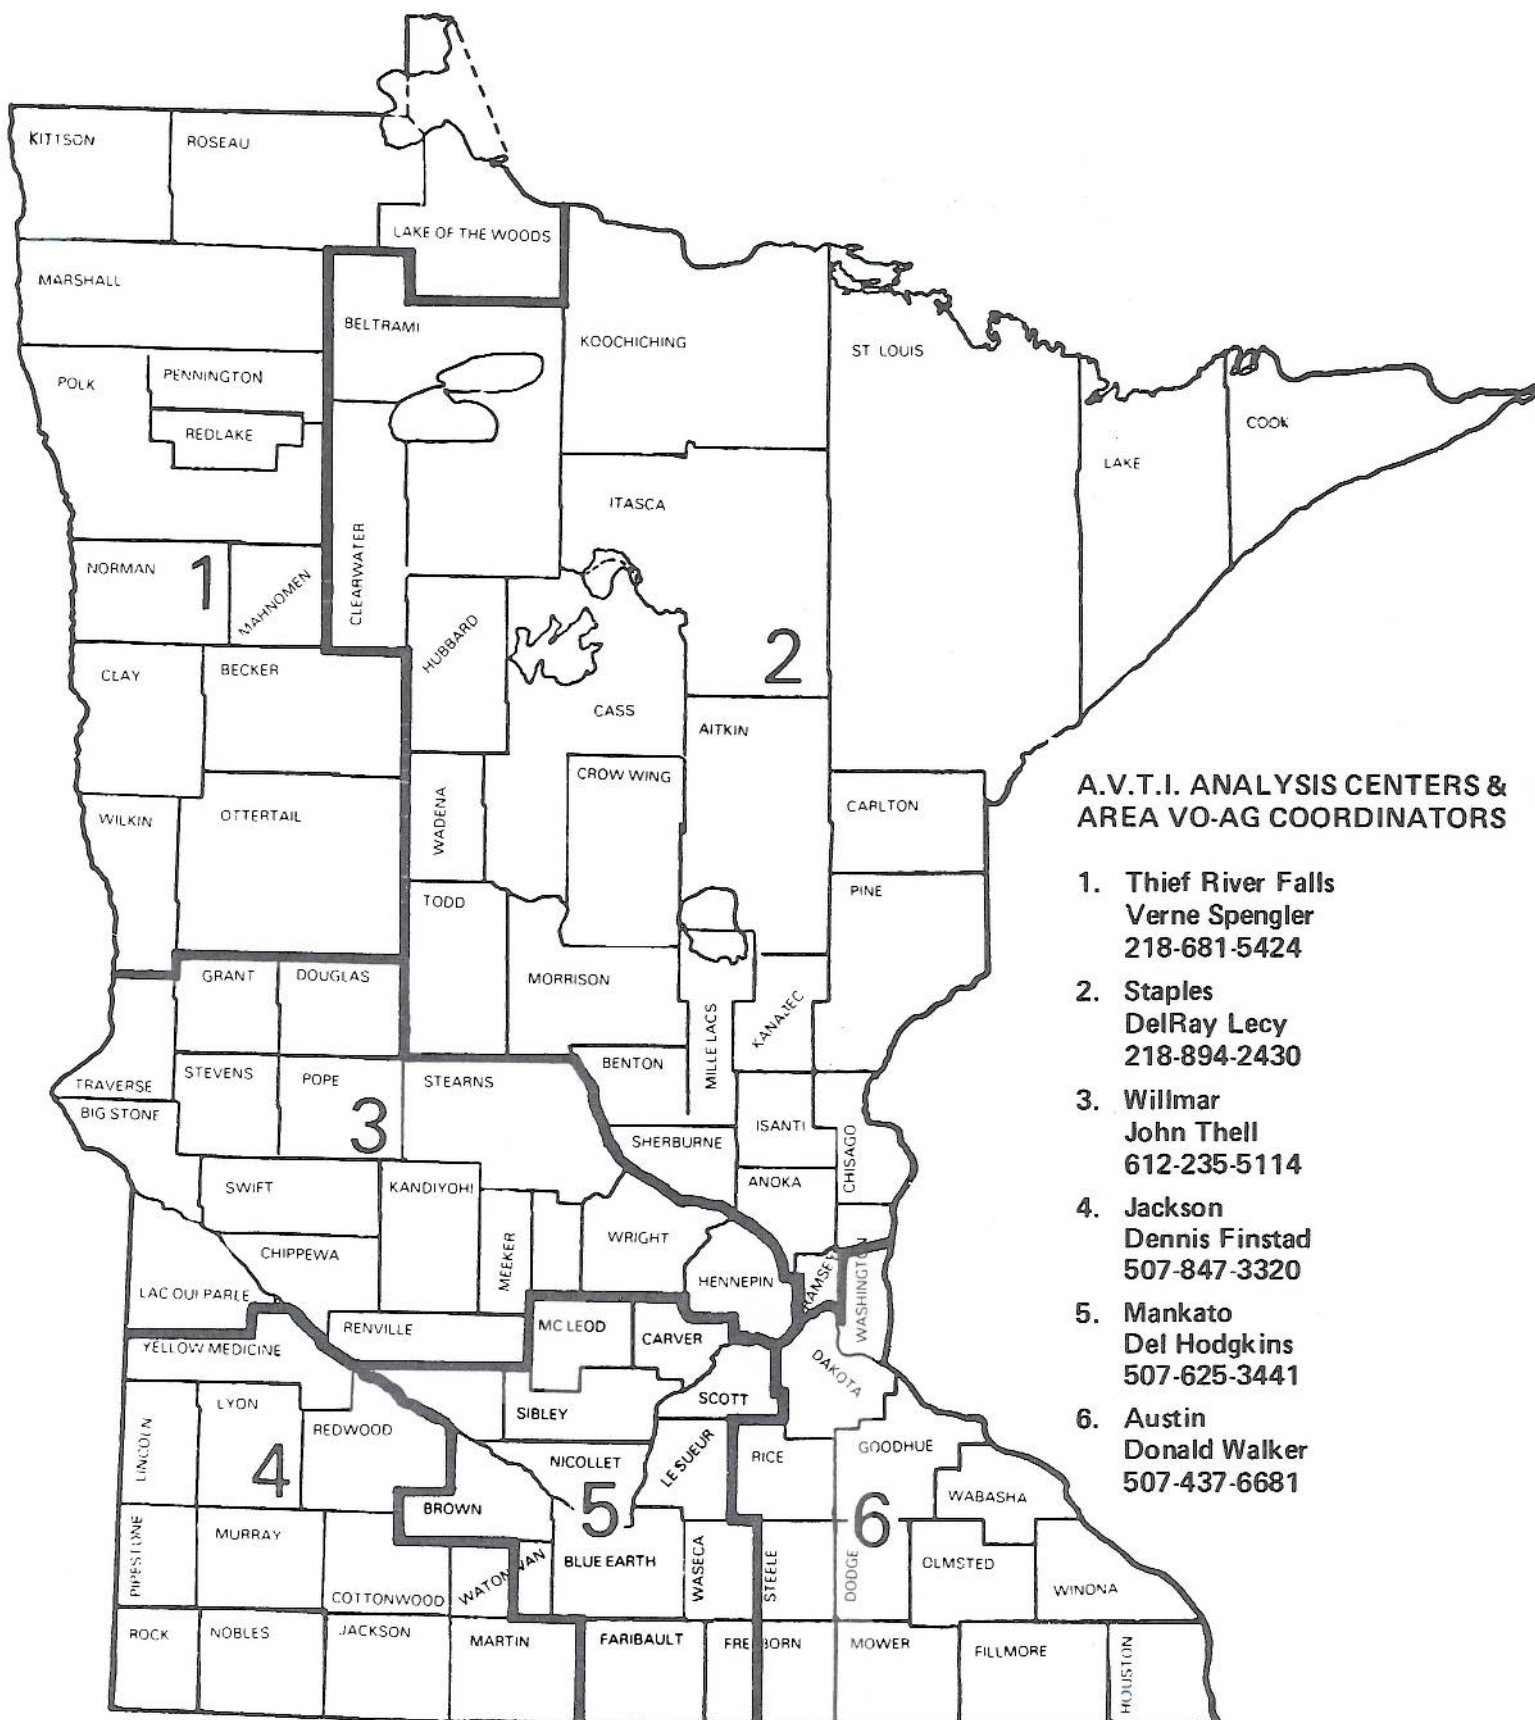 KITTSON
ROSEAU
LAKE OF THE WOODS
MARSHALL
BELTRAMI
KOOCHICHING
ST LOUIS
POLK
PENNINGTON
REDLAKE
COOK
LAKE
ITASCA
CLEARWATER
NORMAN
1
MAHNOMEN
HUBBARD
2
CLAY
BECKER
CASS
AITKIN
CROW WING
WADENA
CARLTON
WILKIN
OTTERTAIL
TODD
PINE
GRANT
DOUGLAS
MORRISON
MILLE LACS
KANABEC
TRAVERSE
STEVENS
POPE
STEARNS
BENTON
BIG STONE
3
ISANTI
SHERBURNE
CHISAGO
SWIFT
KANDIYOHI
ANOKA
CHIPPEWA
MEEKER
WRIGHT
HENNEPIN
RAMSEY
WASHINGTON
LAC QUI PARLE
RENVILLE
MC LEOD
CARVER
YELLOW MEDICINE
DAKOTA
LYON
SCOTT
SIBLEY
REDWOOD
LINCOLN
4
NICOLLET
LE SUEUR
RICE
GOODHUE
BROWN
5
6
WABASHA
PIPESTONE
MURRAY
COTTONWOOD
WATONWAN
BLUE EARTH
WASECA
STEELE
DODGE
OLMSTED
WINONA
ROCK
NOBLES
JACKSON
MARTIN
FARIBAULT
FREEBORN
MOWER
FILLMORE
HOUSTON
A.V.T.I. ANALYSIS CENTERS &
AREA VO-AG COORDINATORS
1. Thief River Falls
Verne Spengler
218-681-5424
2. Staples
DelRay Lecy
218-894-2430
3. Willmar
John Thell
612-235-5114
4. Jackson
Dennis Finstad
507-847-3320
5. Mankato
Del Hodgkins
507-625-3441
6. Austin
Donald Walker
507-437-6681